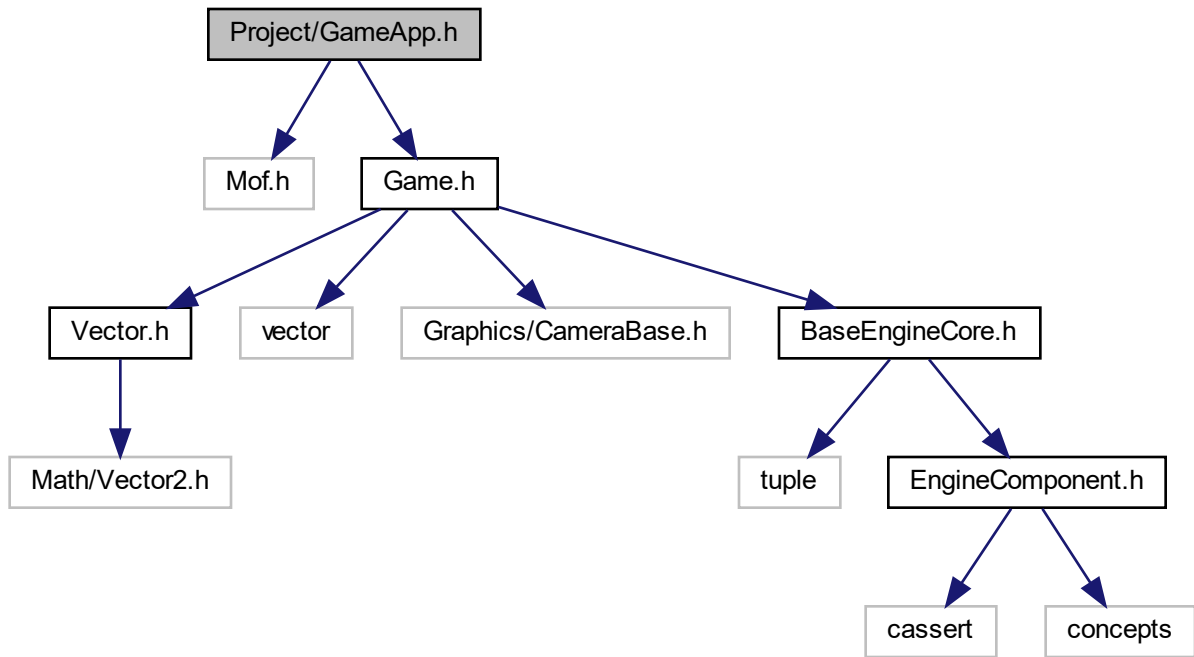 Project/GameApp.h
Mof.h
Game.h
Vector.h
vector
Graphics/CameraBase.h
BaseEngineCore.h
Math/Vector2.h
tuple
EngineComponent.h
cassert
concepts